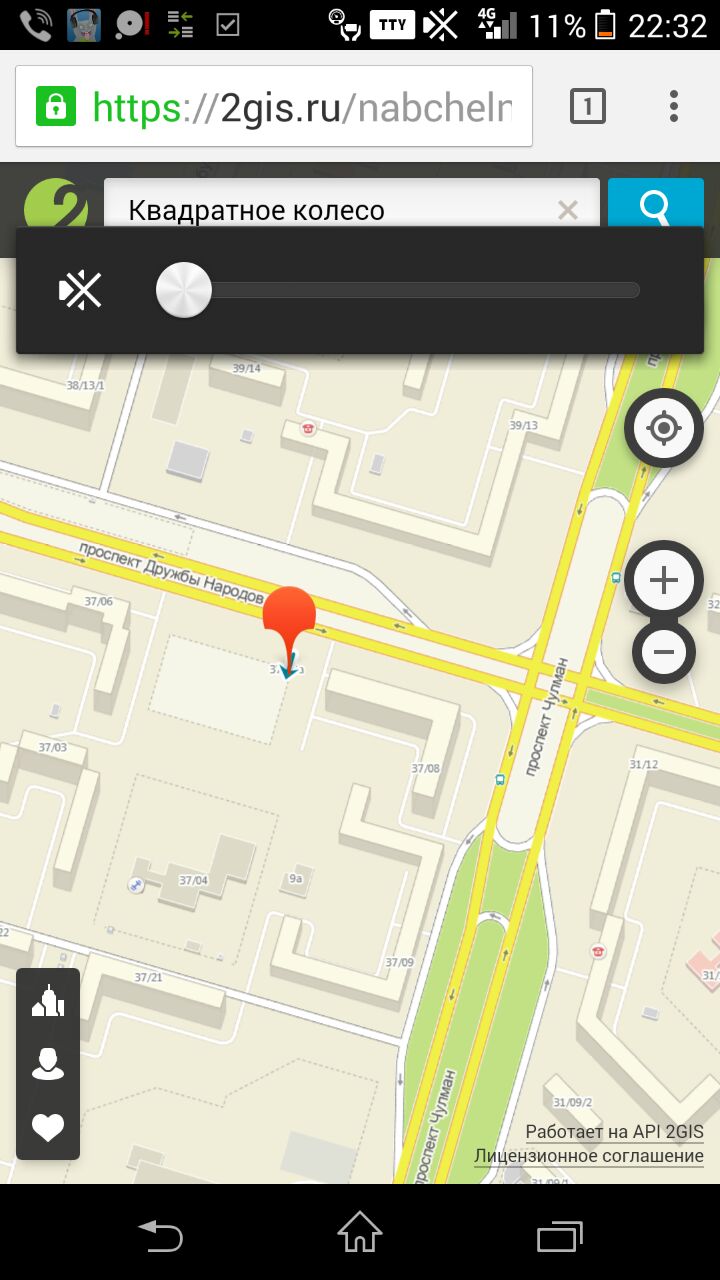 TTY
4G
11%
22:32
https://2gis.ru/nabcheln
1
2
Квадратное колесо
39/14
38/13/1
39/13
проспект Дружбы Народов
37/06
37/03
37/08
проспект Чулман
31/12
37/04
9а
37/09
37/21
22
31/09/2
проспект Чулман
Работает на API 2GIS
Лицензионное соглашение
31/09/1